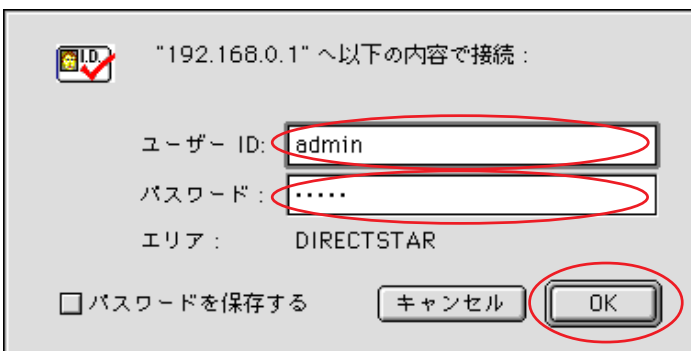 I.D.
"192.168.0.1" へ以下の内容で接続 :
ユーザー ID: admin
パスワード : •••••
エリア : DIRECTSTAR
パスワードを保存する キャンセル OK